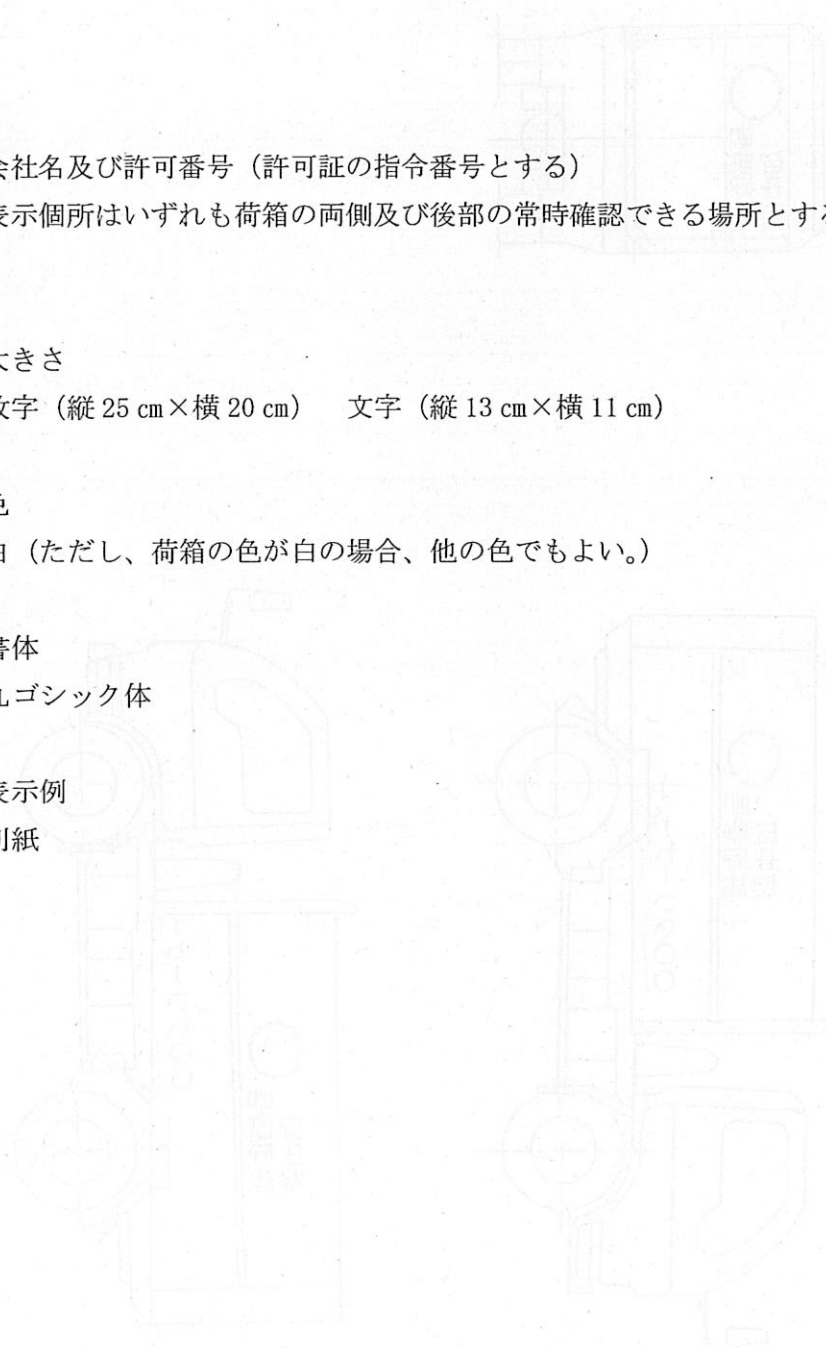 会社名及び許可番号（許可証の指令番号とする）
表示個所はいずれも荷箱の両側及び後部の常時確認できる場所とする
大きさ
数字（縦 25 ㎝×横 20 ㎝）　文字（縦 13 ㎝×横 11 ㎝）
色
白（ただし、荷箱の色が白の場合、他の色でもよい。）
書体
丸ゴシック体
表示例
別紙